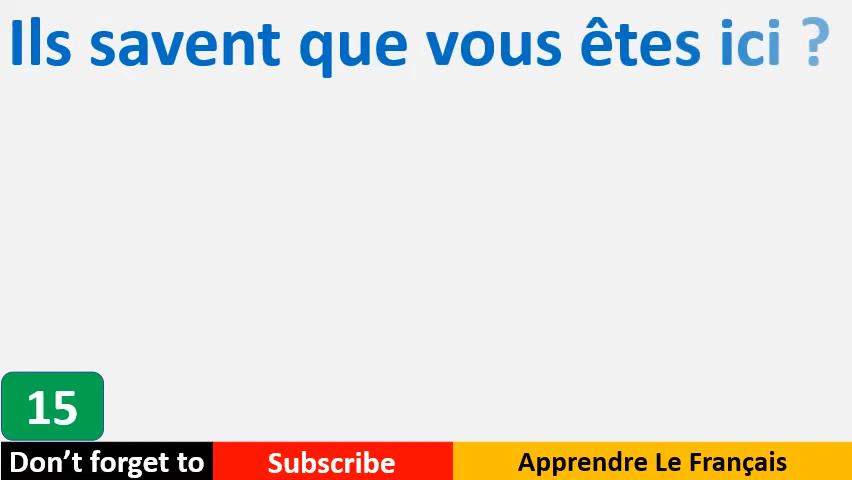 Ils savent que vous êtes ici ?
15
Don’t forget to Subscribe Apprendre Le Français